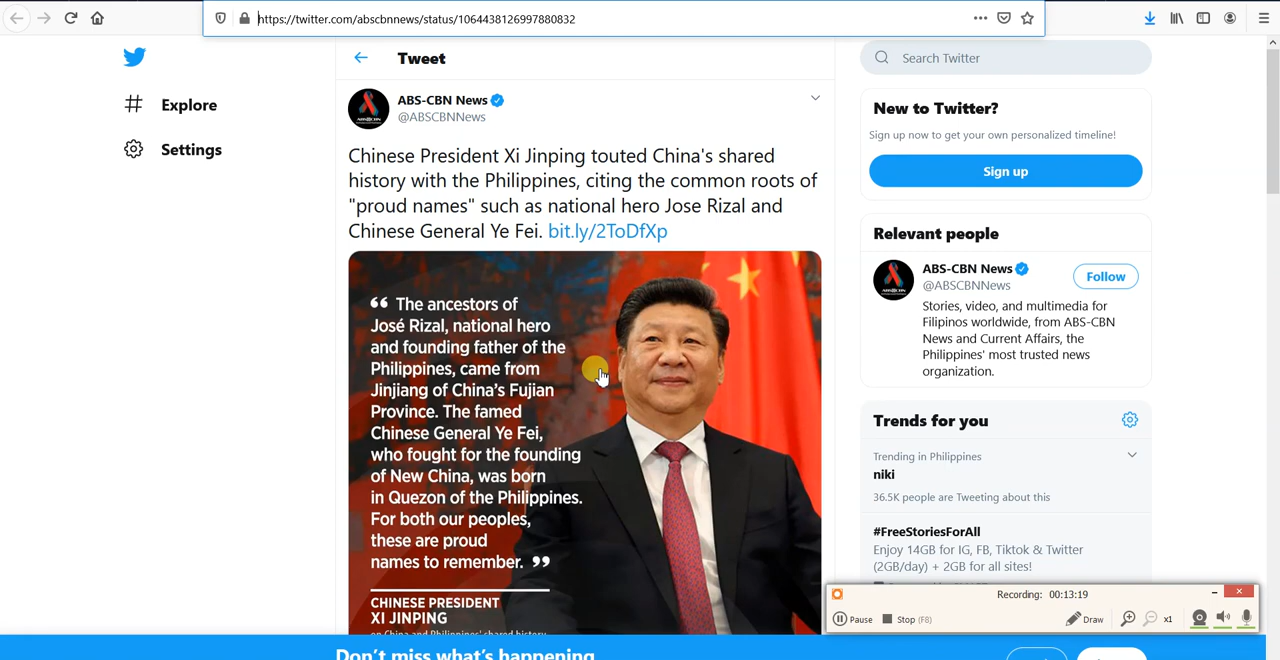 https://twitter.com/abscbnnews/status/1064438126997880832
Explore
Settings
Tweet
ABS-CBN News
@ABSCBNNews
Chinese President Xi Jinping touted China's shared
history with the Philippines, citing the common roots of
"proud names" such as national hero Jose Rizal and
Chinese General Ye Fei. bit.ly/2ToDfXp
“ The ancestors of
José Rizal, national hero
and founding father of the
Philippines, came from
Jinjiang of China's Fujian
Province. The famed
Chinese General Ye Fei,
who fought for the founding
of New China, was born
in Quezon of the Philippines.
For both our peoples,
these are proud
names to remember. ”
CHINESE PRESIDENT
XI JINPING
on China and Philippines' shared history
Search Twitter
New to Twitter?
Sign up now to get your own personalized timeline!
Sign up
Relevant people
ABS-CBN News
@ABSCBNNews
Follow
Stories, video, and multimedia for
Filipinos worldwide, from ABS-CBN
News and Current Affairs, the
Philippines' most trusted news
organization.
Trends for you
Trending in Philippines
niki
36.5K people are Tweeting about this
#FreeStoriesForAll
Enjoy 14GB for IG, FB, Tiktok & Twitter
(2GB/day) + 2GB for all sites!
Recording: 00:13:19
Pause
Stop (F8)
Draw
x1
Don't miss what's happening